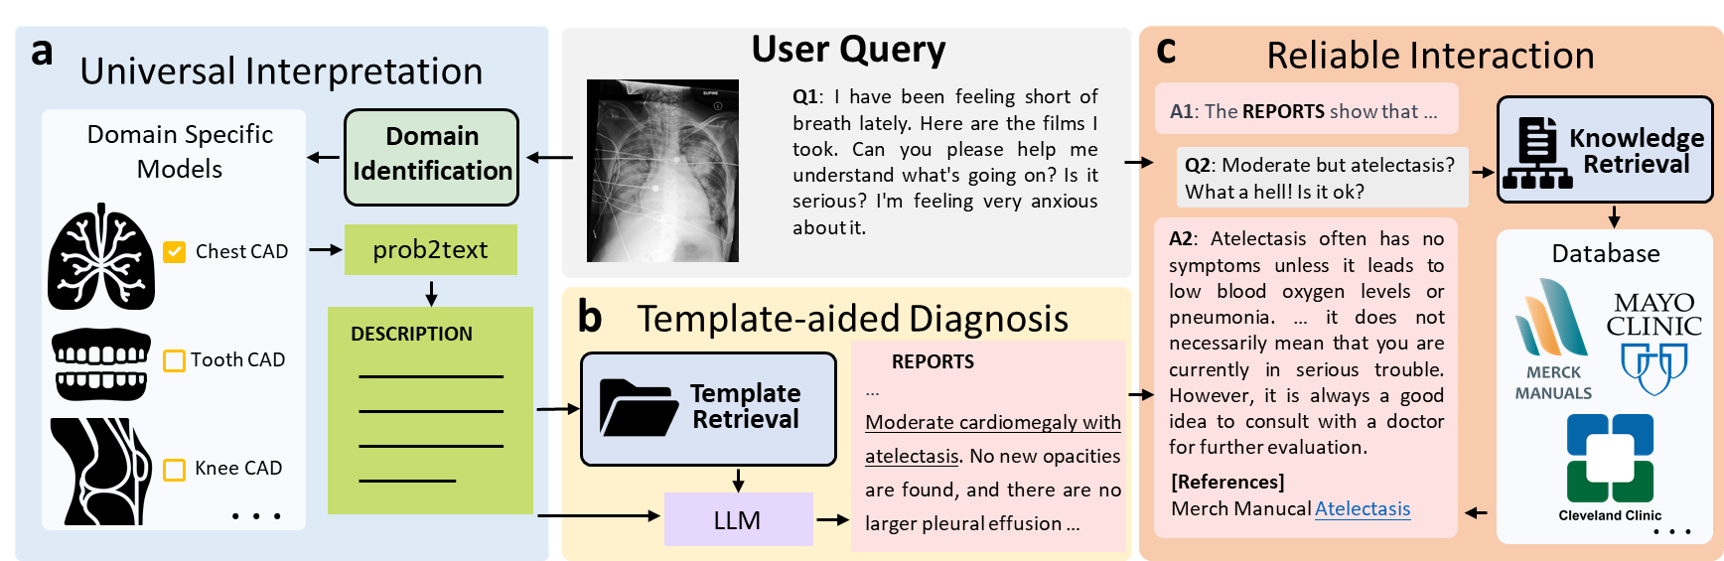 a
Universal Interpretation
Domain Specific
Models
Chest CAD
Tooth CAD
Knee CAD
...
Domain
Identification
prob2text
DESCRIPTION
User Query
SUPINE
Q1: I have been feeling short of
breath lately. Here are the films I
took. Can you please help me
understand what's going on? Is it
serious? I'm feeling very anxious
about it.
b
Template-aided Diagnosis
Template
Retrieval
LLM
REPORTS
...
Moderate cardiomegaly with
atelectasis. No new opacities
are found, and there are no
larger pleural effusion ...
c
Reliable Interaction
A1: The REPORTS show that ...
Q2: Moderate but atelectasis?
What a hell! Is it ok?
A2: Atelectasis often has no
symptoms unless it leads to
low blood oxygen levels or
pneumonia. ... it does not
necessarily mean that you are
currently in serious trouble.
However, it is always a good
idea to consult with a doctor
for further evaluation.
[References]
Merch Manucal Atelectasis
Knowledge
Retrieval
Database
MERCK
MANUALS
MAYO
CLINIC
Cleveland Clinic
...